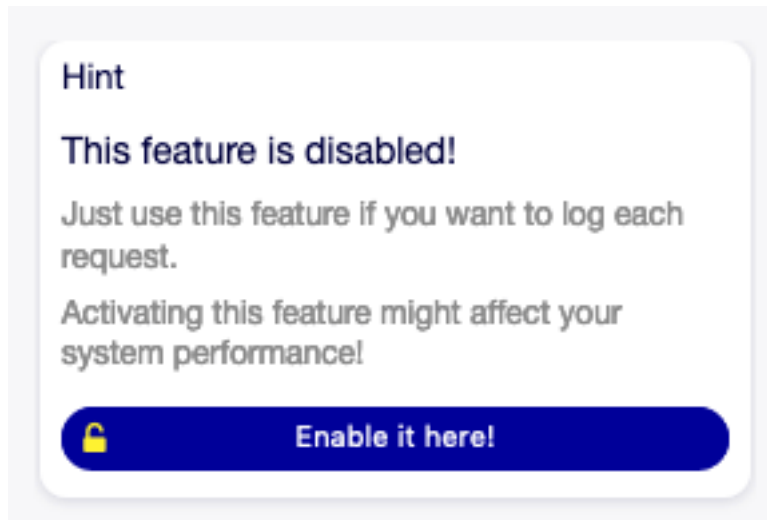 Hint
This feature is disabled!
Just use this feature if you want to log each
request.
Activating this feature might affect your
system performance!
Enable it here!